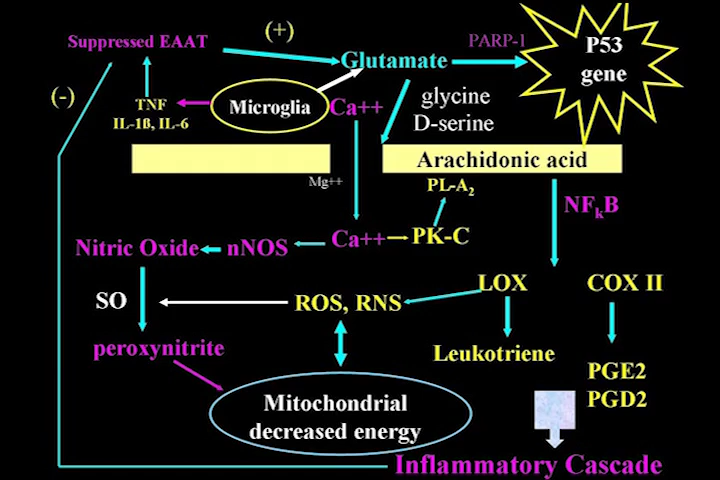 Suppressed EAAT
(+)
Glutamate
PARP-1
P53
gene
(-)
TNF
IL-1ß, IL-6
Microglia
Ca++
glycine
D-serine
Arachidonic acid
Mg++
PL-A2
NFkB
Nitric Oxide
nNOS
Ca++
PK-C
SO
ROS, RNS
LOX
COX II
peroxynitrite
Leukotriene
PGE2
PGD2
Mitochondrial
decreased energy
Inflammatory Cascade